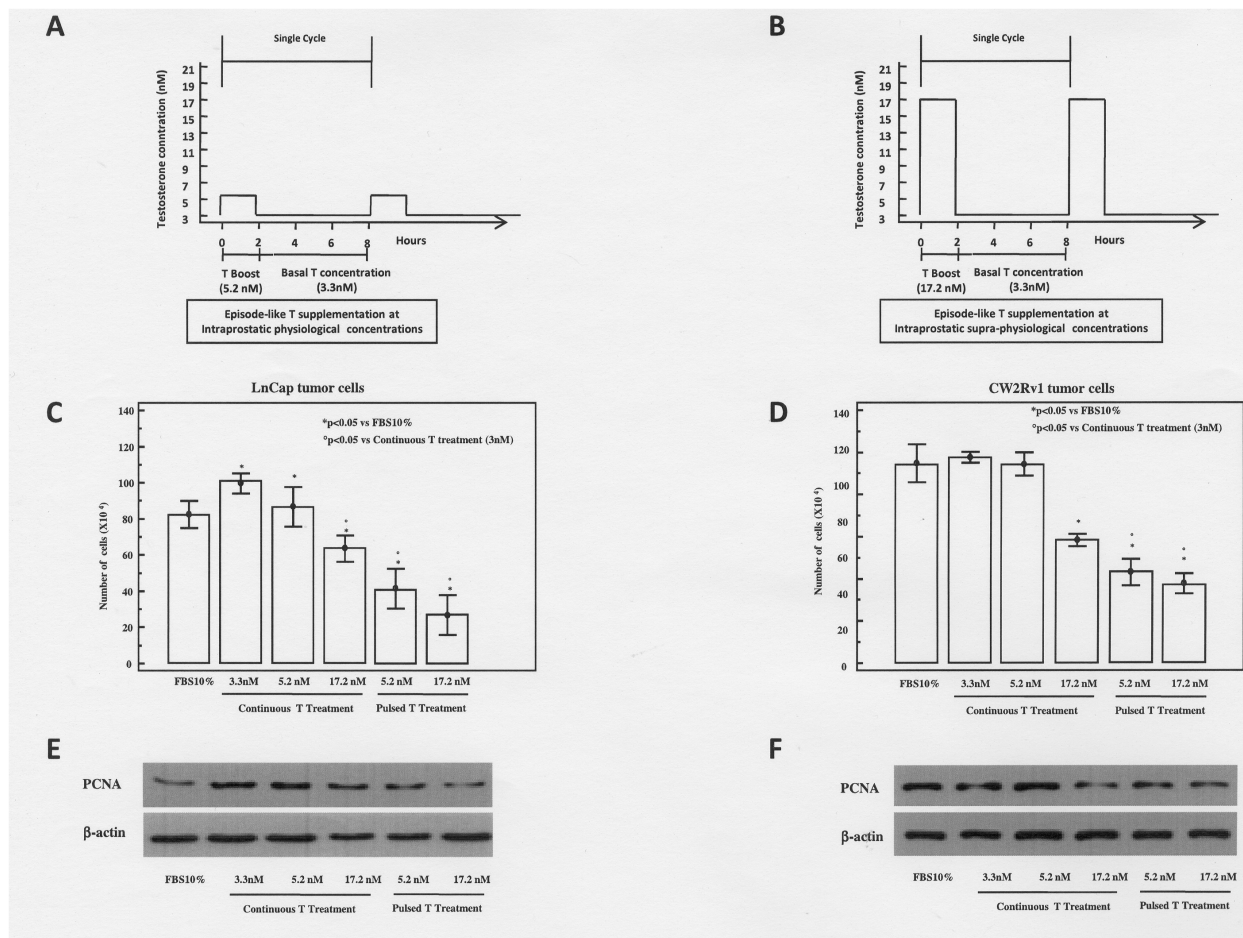 A
Single Cycle
Testosterone conntration (nM)
21
19
17
15
13
11
9
7
5
3
0 2 4 6 8 Hours
T Boost
(5.2 nM)
Basal T concentration
(3.3nM)
Episode-like T supplementation at
Intraprostatic physiological concentrations
B
Single Cycle
Testosterone conntration (nM)
21
19
17
15
13
11
9
7
5
3
0 2 4 6 8 Hours
T Boost
(17.2 nM)
Basal T concentration
(3.3nM)
Episode-like T supplementation at
Intraprostatic supra-physiological concentrations
C
LnCap tumor cells
*p<0.05 vs FBS10%
°p<0.05 vs Continuous T treatment (3nM)
Number of cells (X10 4)
140
120
100
80
60
40
20
0
*
*
°
*
°
*
°
*
FBS10% 3.3nM 5.2 nM 17.2 nM 5.2 nM 17.2 nM
Continuous T Treatment Pulsed T Treatment
D
CW2Rv1 tumor cells
*p<0.05 vs FBS10%
°p<0.05 vs Continuous T treatment (3nM)
Number of cells (X10 4)
140
120
100
80
60
40
20
0
*
°
*
°
*
FBS10% 3.3nM 5.2 nM 17.2 nM 5.2 nM 17.2 nM
Continuous T Treatment Pulsed T Treatment
E
PCNA
β-actin
FBS10% 3.3nM 5.2 nM 17.2 nM 5.2 nM 17.2 nM
Continuous T Treatment Pulsed T Treatment
F
PCNA
β-actin
FBS10% 3.3nM 5.2 nM 17.2 nM 5.2 nM 17.2 nM
Continuous T Treatment Pulsed T Treatment